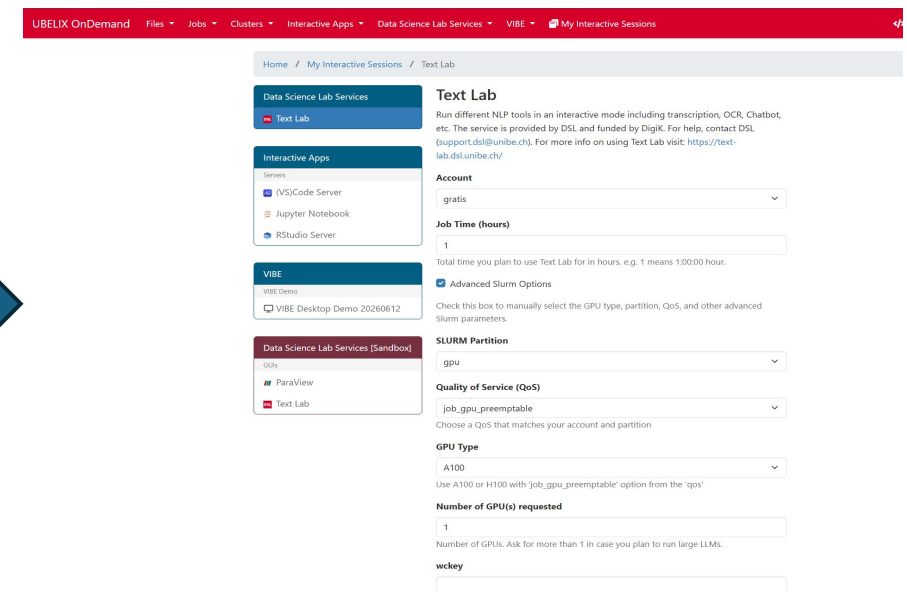 UBELIX OnDemand Files Jobs Clusters Interactive Apps Data Science Lab Services VIBE My Interactive Sessions
Home / My Interactive Sessions / Text Lab
Data Science Lab Services
Text Lab
Interactive Apps
Servers
(VS)Code Server
Jupyter Notebook
RStudio Server
VIBE
VIBE Demo
VIBE Desktop Demo 20260612
Data Science Lab Services [Sandbox]
GUIs
ParaView
Text Lab
Text Lab
Run different NLP tools in an interactive mode including transcription, OCR, Chatbot,
etc. The service is provided by DSL and funded by DigiK. For help, contact DSL
(support.dsl@unibe.ch). For more info on using Text Lab visit: https://text-
lab.dsl.unibe.ch/
Account
gratis
Job Time (hours)
1
Total time you plan to use Text Lab for in hours, e.g. 1 means 1:00:00 hour.
Advanced Slurm Options
Check this box to manually select the GPU type, partition, QoS, and other advanced
Slurm parameters.
SLURM Partition
gpu
Quality of Service (QoS)
job_gpu_preemptable
Choose a QoS that matches your account and partition
GPU Type
A100
Use A100 or H100 with 'job_gpu_preemptable' option from the 'qos'
Number of GPU(s) requested
1
Number of GPUs. Ask for more than 1 in case you plan to run large LLMs.
wckey